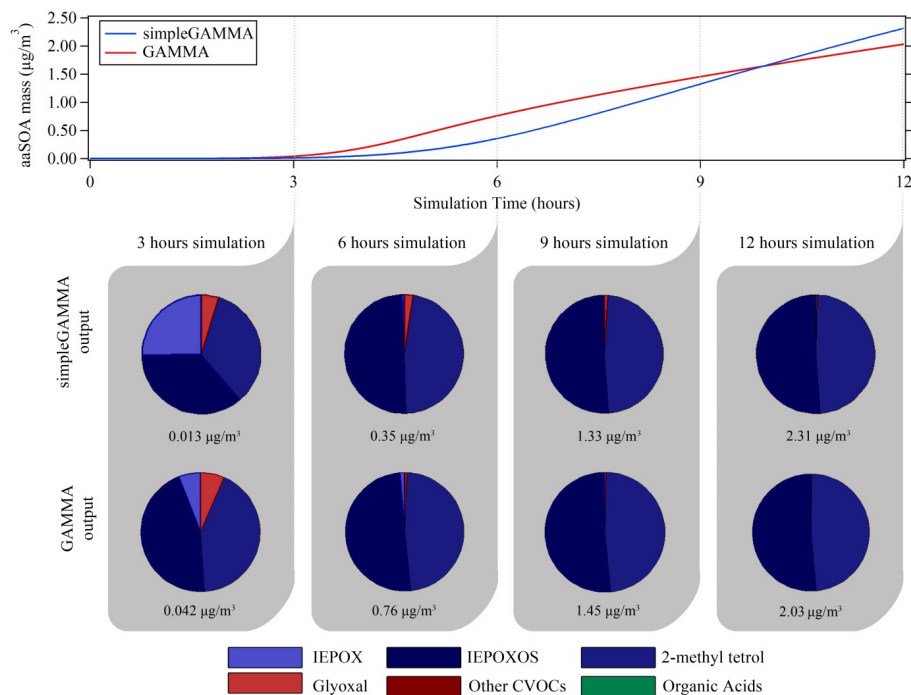 2.50
2.00
1.50
1.00
0.50
0.00
aaSOA mass (µg/m³)
simpleGAMMA
GAMMA
0 3 6 9 12
Simulation Time (hours)
3 hours simulation 6 hours simulation 9 hours simulation 12 hours simulation
simpleGAMMA
output
0.013 µg/m³ 0.35 µg/m³ 1.33 µg/m³ 2.31 µg/m³
GAMMA
output
0.042 µg/m³ 0.76 µg/m³ 1.45 µg/m³ 2.03 µg/m³
IEPOX IEPOXOS 2-methyl tetrol
Glyoxal Other CVOCs Organic Acids